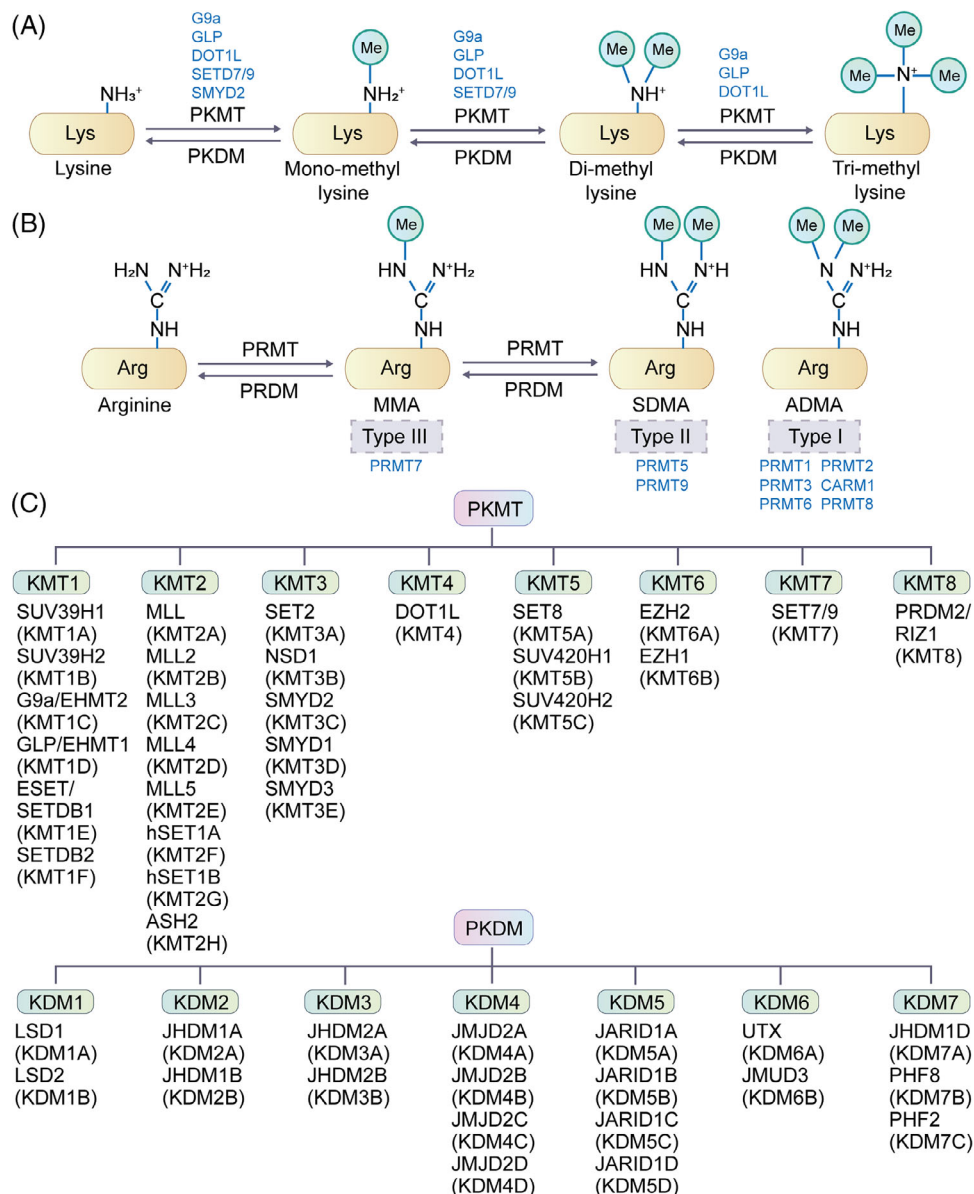 (A)
G9a
GLP
DOT1L
SETD7/9
SMYD2
G9a
GLP
DOT1L
SETD7/9
G9a
GLP
DOT1L
NH₃⁺
Me
NH₂⁺
Me Me
NH⁺
Me
Me N⁺ Me
Lys
PKMT
PKDM
Lys
PKMT
PKDM
Lys
PKMT
PKDM
Lys
Lysine
Mono-methyl
lysine
Di-methyl
lysine
Tri-methyl
lysine
(B)
H₂N N⁺H₂
C
NH
Arg
Arginine
PRMT
PRDM
Me
HN N⁺H₂
C
NH
Arg
MMA
Type III
PRMT7
PRMT
PRDM
Me Me
HN N⁺H
C
NH
Arg
SDMA
Type II
PRMT5
PRMT9
Me Me
N N⁺H₂
C
NH
Arg
ADMA
Type I
PRMT1 PRMT2
PRMT3 CARM1
PRMT6 PRMT8
(C)
PKMT
KMT1
SUV39H1
(KMT1A)
SUV39H2
(KMT1B)
G9a/EHMT2
(KMT1C)
GLP/EHMT1
(KMT1D)
ESET/
SETDB1
(KMT1E)
SETDB2
(KMT1F)
KMT2
MLL
(KMT2A)
MLL2
(KMT2B)
MLL3
(KMT2C)
MLL4
(KMT2D)
MLL5
(KMT2E)
hSET1A
(KMT2F)
hSET1B
(KMT2G)
ASH2
(KMT2H)
KMT3
SET2
(KMT3A)
NSD1
(KMT3B)
SMYD2
(KMT3C)
SMYD1
(KMT3D)
SMYD3
(KMT3E)
KMT4
DOT1L
(KMT4)
KMT5
SET8
(KMT5A)
SUV420H1
(KMT5B)
SUV420H2
(KMT5C)
KMT6
EZH2
(KMT6A)
EZH1
(KMT6B)
KMT7
SET7/9
(KMT7)
KMT8
PRDM2/
RIZ1
(KMT8)
PKDM
KDM1
LSD1
(KDM1A)
LSD2
(KDM1B)
KDM2
JHDM1A
(KDM2A)
JHDM1B
(KDM2B)
KDM3
JHDM2A
(KDM3A)
JHDM2B
(KDM3B)
KDM4
JMJD2A
(KDM4A)
JMJD2B
(KDM4B)
JMJD2C
(KDM4C)
JMJD2D
(KDM4D)
KDM5
JARID1A
(KDM5A)
JARID1B
(KDM5B)
JARID1C
(KDM5C)
JARID1D
(KDM5D)
KDM6
UTX
(KDM6A)
JMUD3
(KDM6B)
KDM7
JHDM1D
(KDM7A)
PHF8
(KDM7B)
PHF2
(KDM7C)